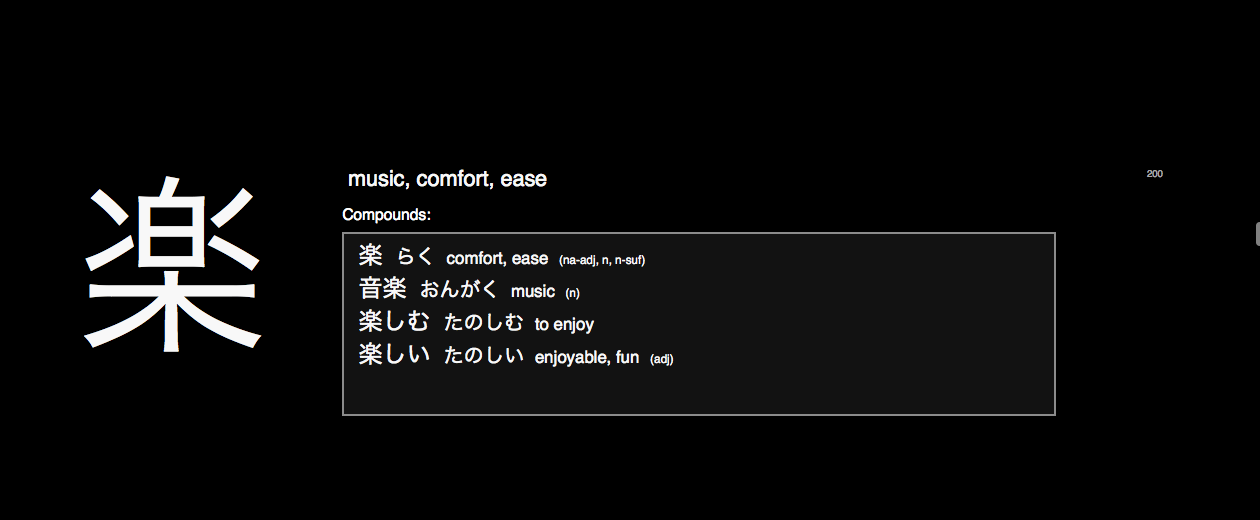 楽
music, comfort, ease
200
Compounds:
楽 らく comfort, ease (na-adj, n, n-suf)
音楽 おんがく music (n)
楽しむ たのしむ to enjoy
楽しい たのしい enjoyable, fun (adj)